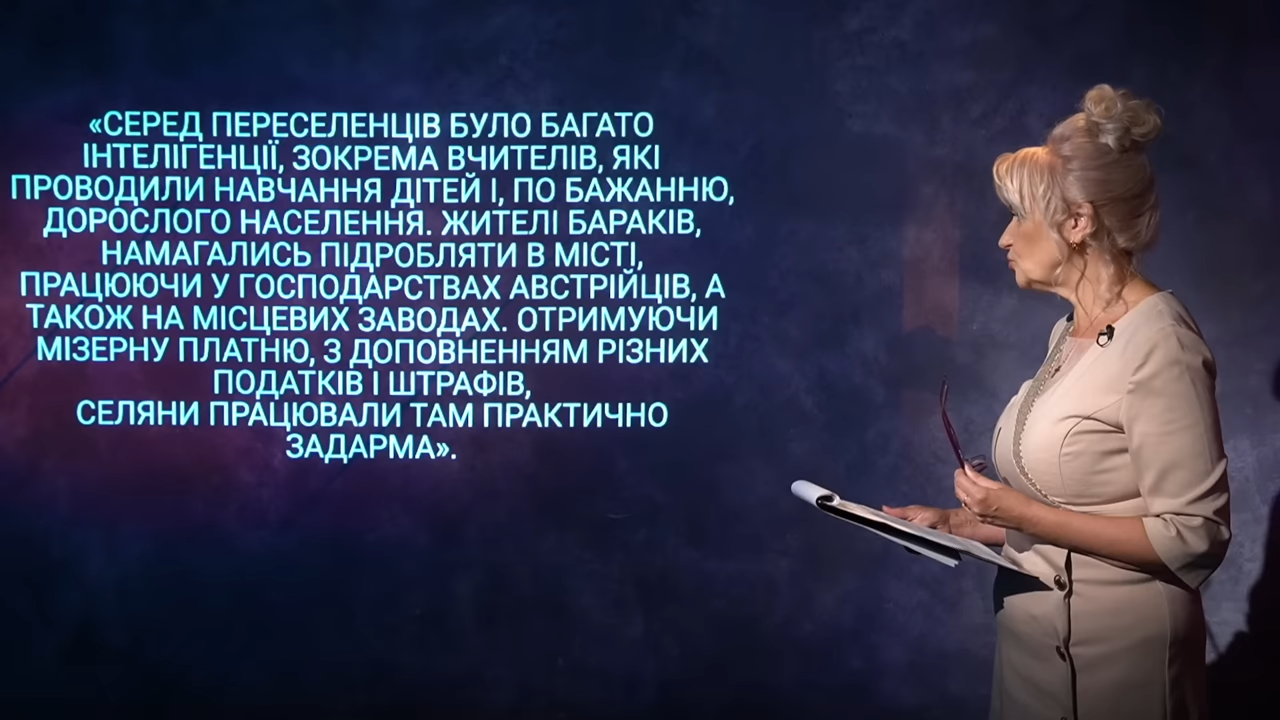 «СЕРЕД ПЕРЕСЕЛЕНЦІВ БУЛО БАГАТО
ІНТЕЛІГЕНЦІЇ, ЗОКРЕМА ВЧИТЕЛІВ, ЯКІ
ПРОВОДИЛИ НАВЧАННЯ ДІТЕЙ І, ПО БАЖАННЮ,
ДОРОСЛОГО НАСЕЛЕННЯ. ЖИТЕЛІ БАРАКІВ,
НАМАГАЛИСЬ ПІДРОБЛЯТИ В МІСТІ,
ПРАЦЮЮЧИ У ГОСПОДАРСТВАХ АВСТРІЙЦІВ, А
ТАКОЖ НА МІСЦЕВИХ ЗАВОДАХ. ОТРИМУЮЧИ
МІЗЕРНУ ПЛАТНЮ, З ДОПОВНЕННЯМ РІЗНИХ
ПОДАТКІВ І ШТРАФІВ,
СЕЛЯНИ ПРАЦЮВАЛИ ТАМ ПРАКТИЧНО
ЗАДАРМА».